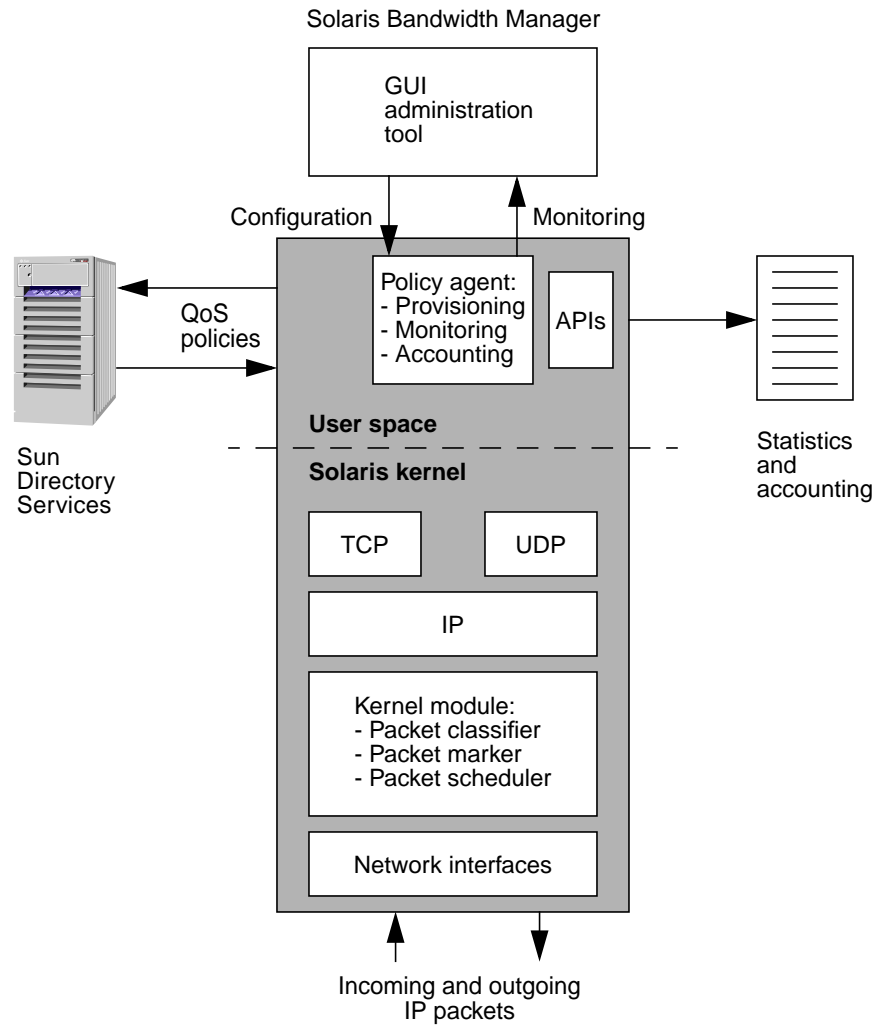 Solaris Bandwidth Manager
GUI
administration
tool
Configuration
Monitoring
Policy agent:
- Provisioning
- Monitoring
- Accounting
APIs
QoS
policies
User space
Sun
Directory
Services
Statistics
and
accounting
Solaris kernel
TCP
UDP
IP
Kernel module:
- Packet classifier
- Packet marker
- Packet scheduler
Network interfaces
Incoming and outgoing
IP packets